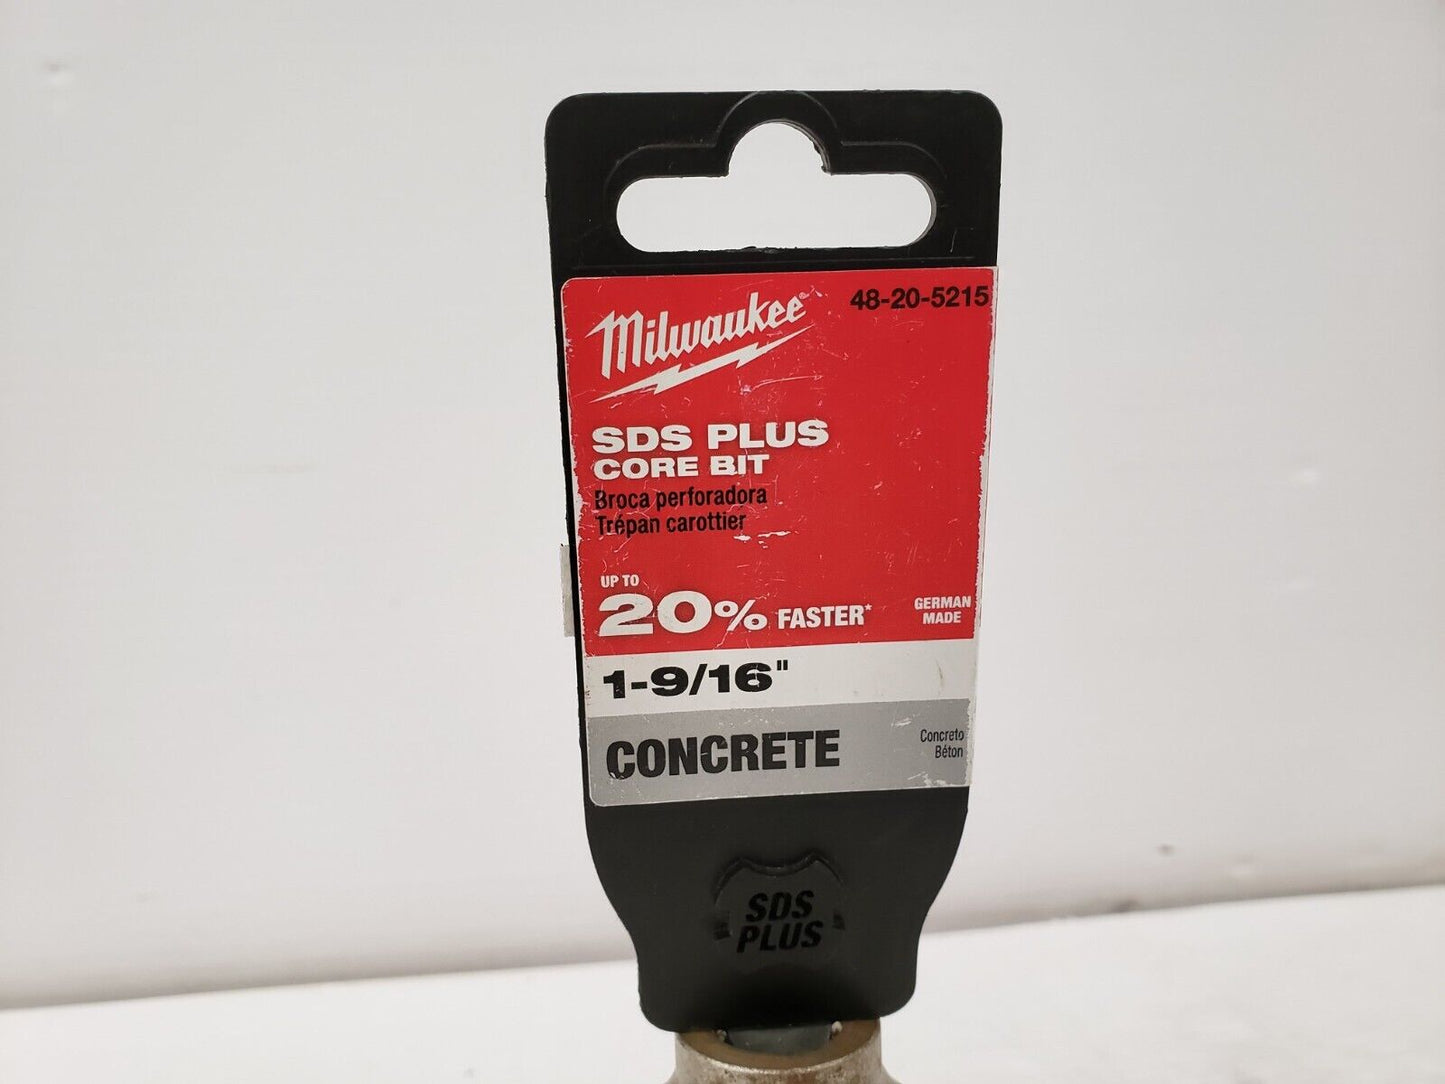 Milwaukee®
48-20-5215
SDS PLUS
CORE BIT
Broca perforadora
Trépan carottier
UP TO
20% FASTER*
GERMAN
MADE
1-9/16"
CONCRETE
Concreto
Béton
SDS
PLUS